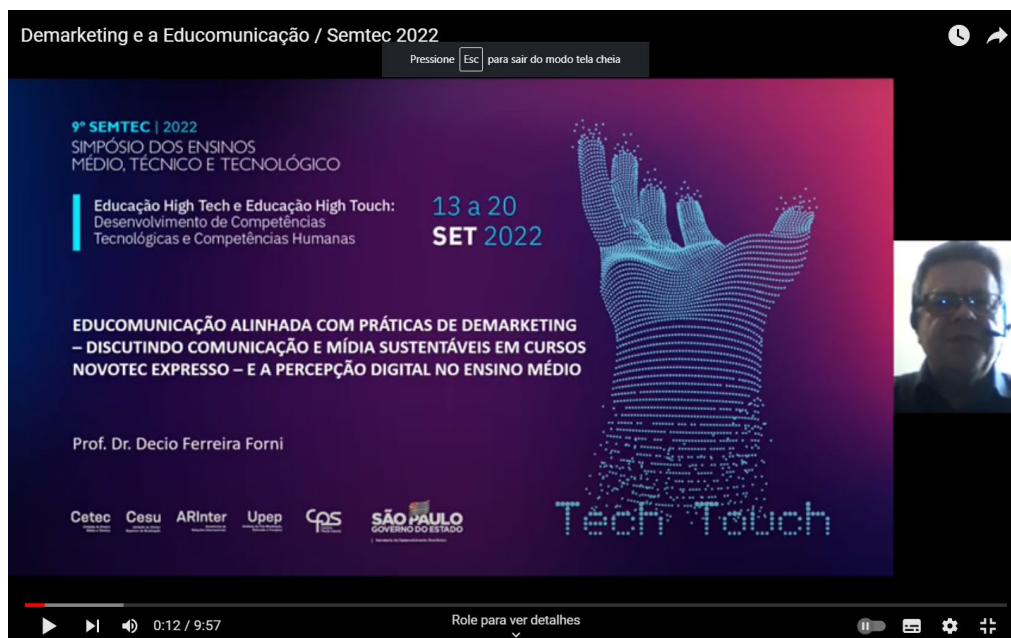 Demarketing e a Educomunicação / Semtec 2022
Pressione Esc para sair do modo tela cheia
9º SEMTEC | 2022
SIMPÓSIO DOS ENSINOS
MÉDIO, TÉCNICO E TECNOLÓGICO
Educação High Tech e Educação High Touch:
Desenvolvimento de Competências
Tecnológicas e Competências Humanas
13 a 20
SET 2022
EDUCOMUNICAÇÃO ALINHADA COM PRÁTICAS DE DEMARKETING
– DISCUTINDO COMUNICAÇÃO E MÍDIA SUSTENTÁVEIS EM CURSOS
NOVOTEC EXPRESSO – E A PERCEPÇÃO DIGITAL NO ENSINO MÉDIO
Prof. Dr. Decio Ferreira Forni
Cetec Cesu ARInter Upep CPS SÃO PAULO
GOVERNO DO ESTADO
Tech Touch
0:12 / 9:57
Role para ver detalhes